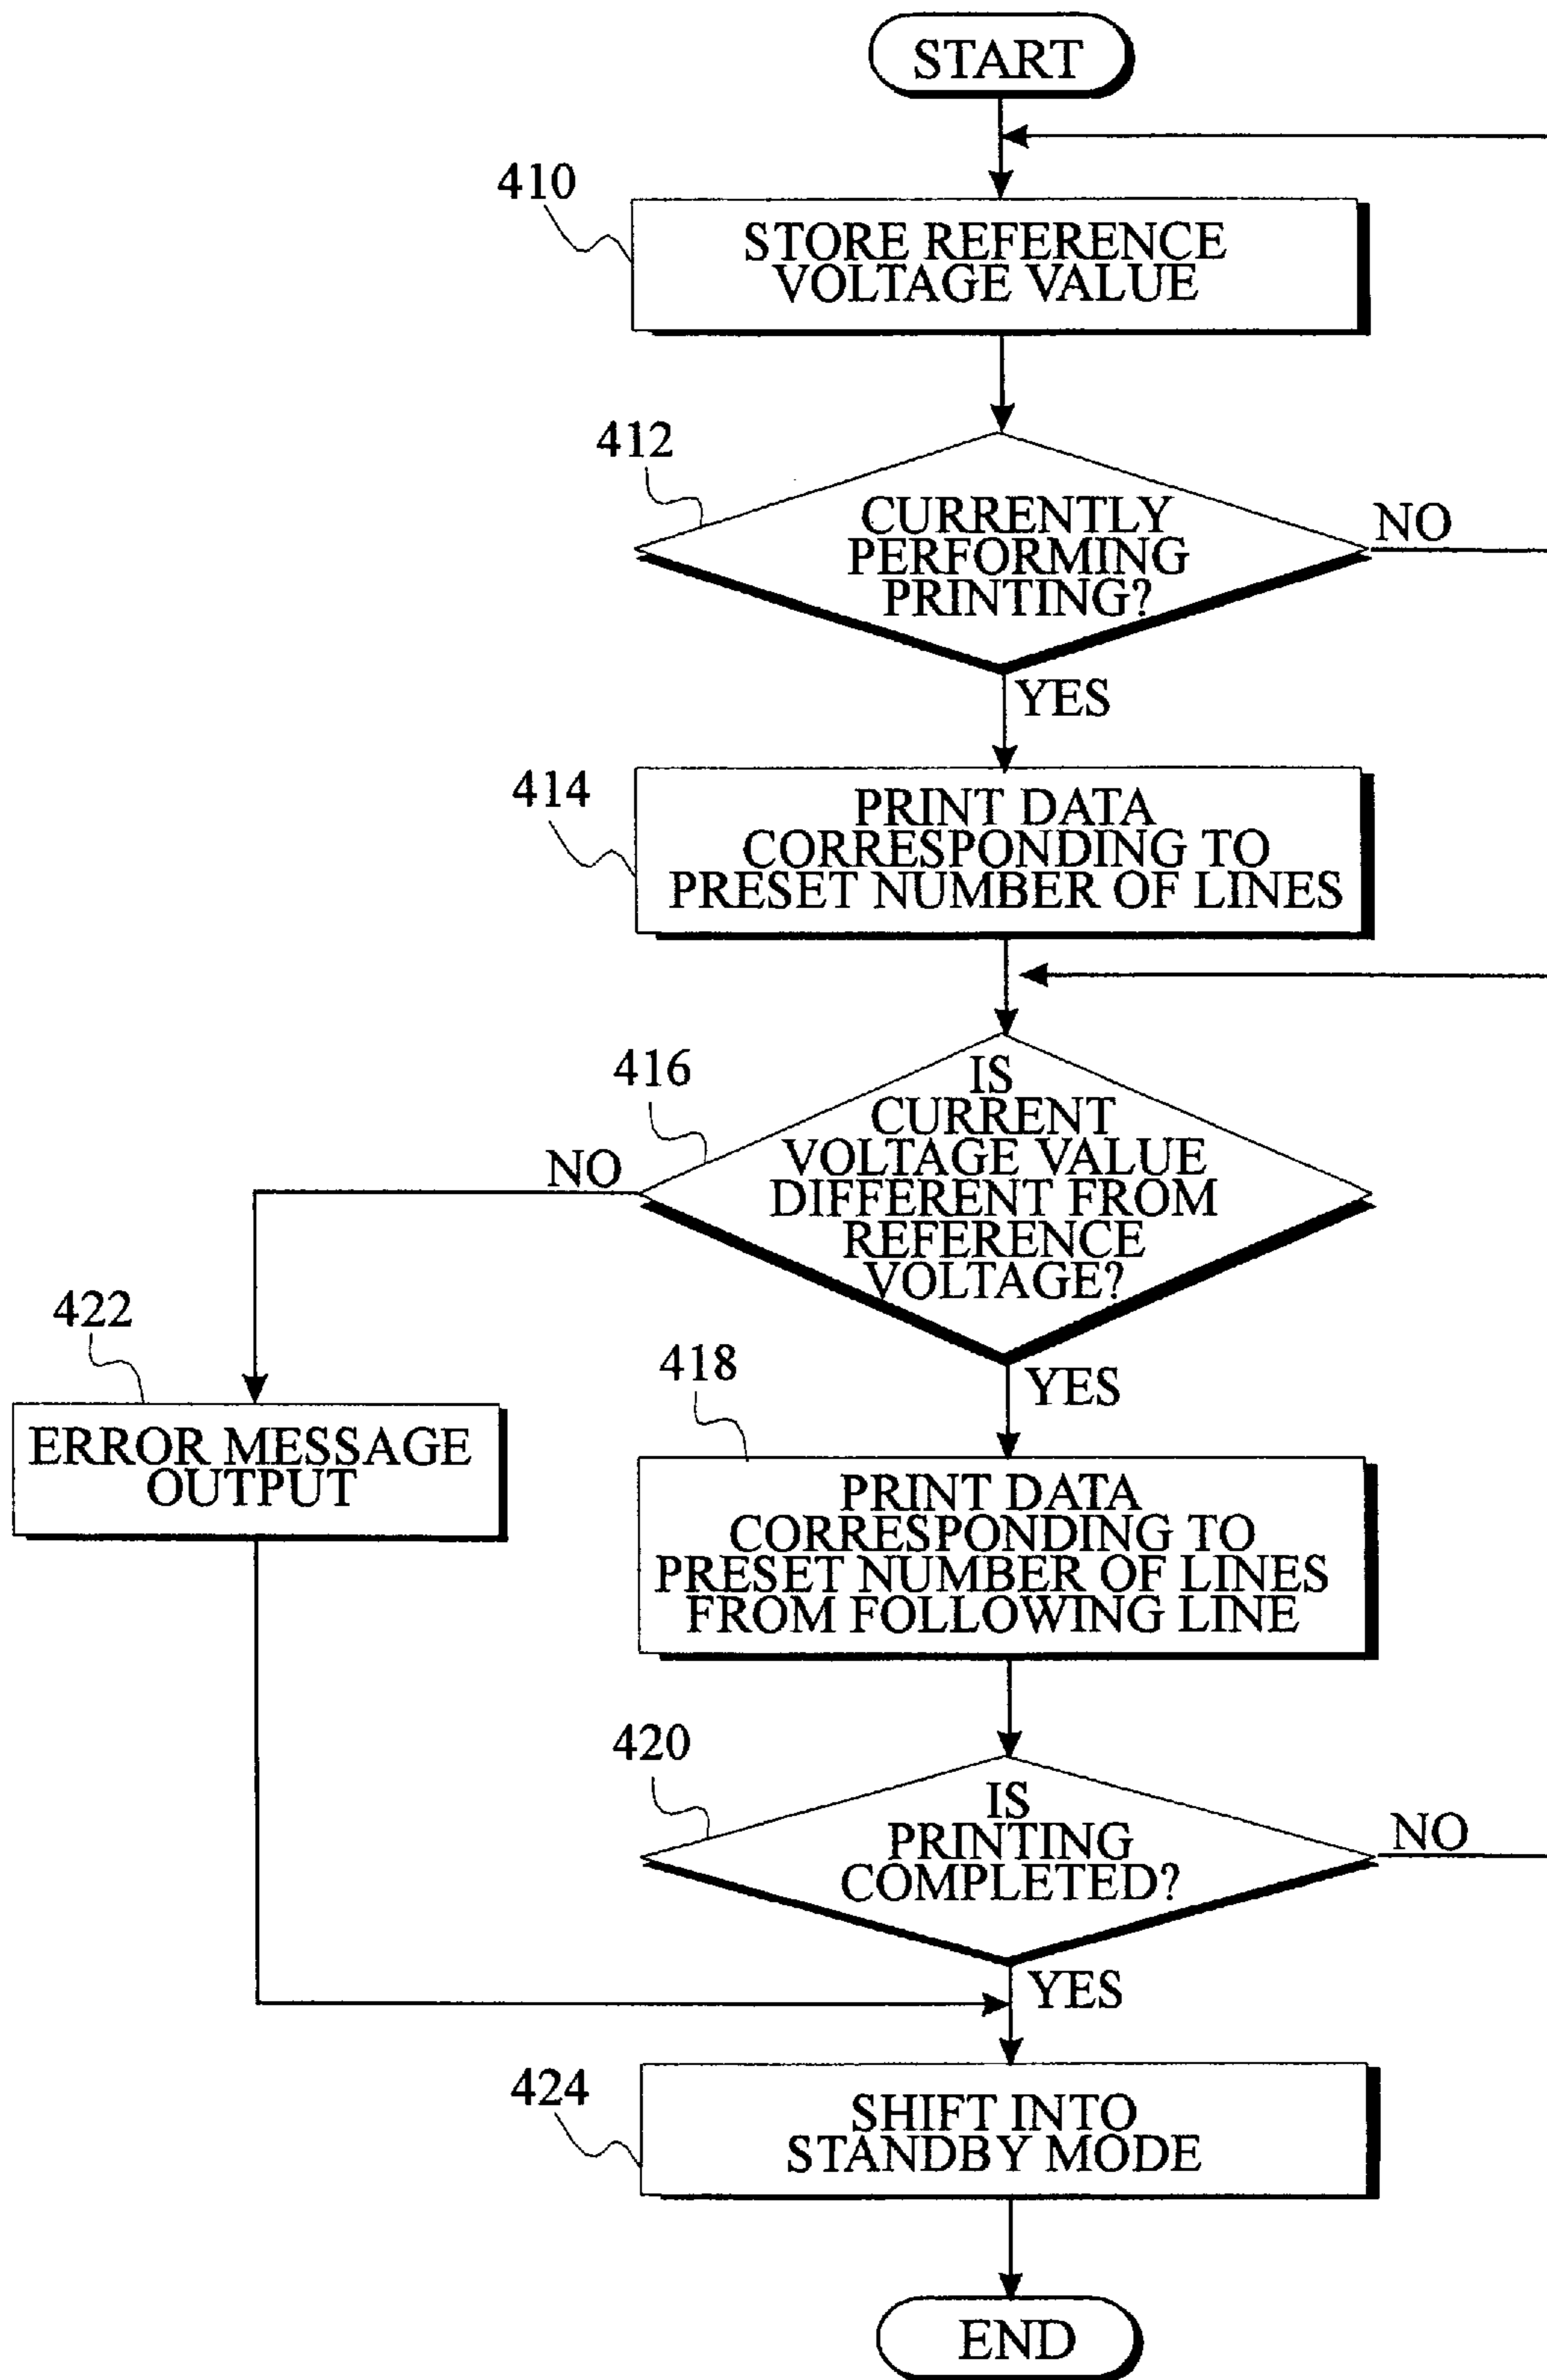 START
410
STORE REFERENCE
VOLTAGE VALUE
412
CURRENTLY
PERFORMING
PRINTING?
NO
YES
414
PRINT DATA
CORRESPONDING TO
PRESET NUMBER OF LINES
416
IS
CURRENT
VOLTAGE VALUE
DIFFERENT FROM
REFERENCE
VOLTAGE?
NO
YES
422
ERROR MESSAGE
OUTPUT
418
PRINT DATA
CORRESPONDING TO
PRESET NUMBER OF LINES
FROM FOLLOWING LINE
420
IS
PRINTING
COMPLETED?
NO
YES
424
SHIFT INTO
STANDBY MODE
END